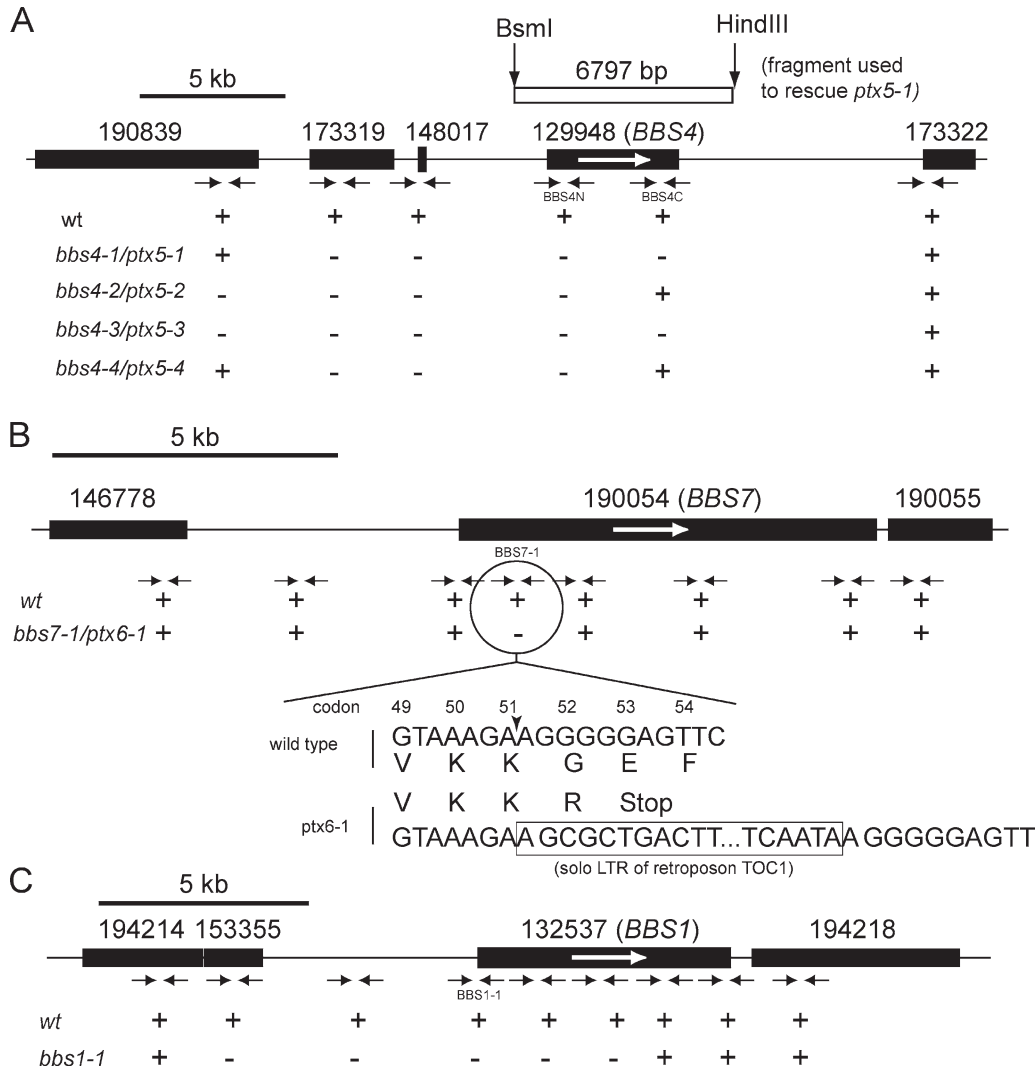 A
BsmI HindIII
5 kb 6797 bp (fragment used
to rescue ptx5-1)
190839 173319 148017 129948 (BBS4) 173322
BBS4N BBS4C
wt + + + + + +
bbs4-1/ptx5-1 + - - - - +
bbs4-2/ptx5-2 - - - - + +
bbs4-3/ptx5-3 - - - - - +
bbs4-4/ptx5-4 + - - - + +
B
5 kb
146778 190054 (BBS7) 190055
BBS7-1
wt + + + + + + + +
bbs7-1/ptx6-1 + + + - + + + +
codon 49 50 51 52 53 54
wild type GTAAAGAAGGGGGAGTTC
V K K G E F
V K K R Stop
ptx6-1 GTAAAGAAGCGCTGACTT...TCAATAAGGGGGAGTT
(solo LTR of retroposon TOC1)
C
5 kb
194214 153355 132537 (BBS1) 194218
BBS1-1
wt + + + + + + + + +
bbs1-1 + - - - - - + + +